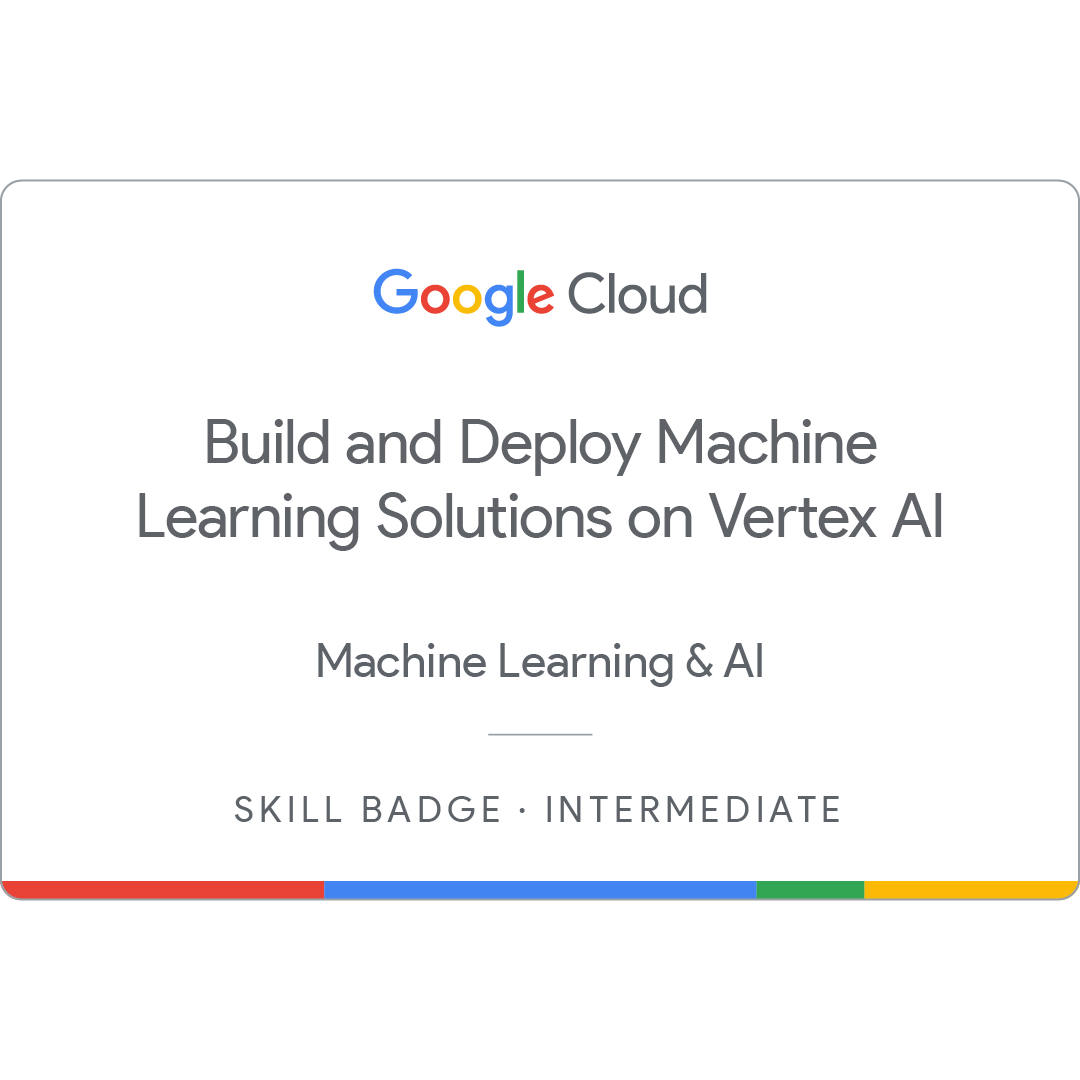 Google Cloud
Build and Deploy Machine
Learning Solutions on Vertex AI
Machine Learning & AI
SKILL BADGE · INTERMEDIATE